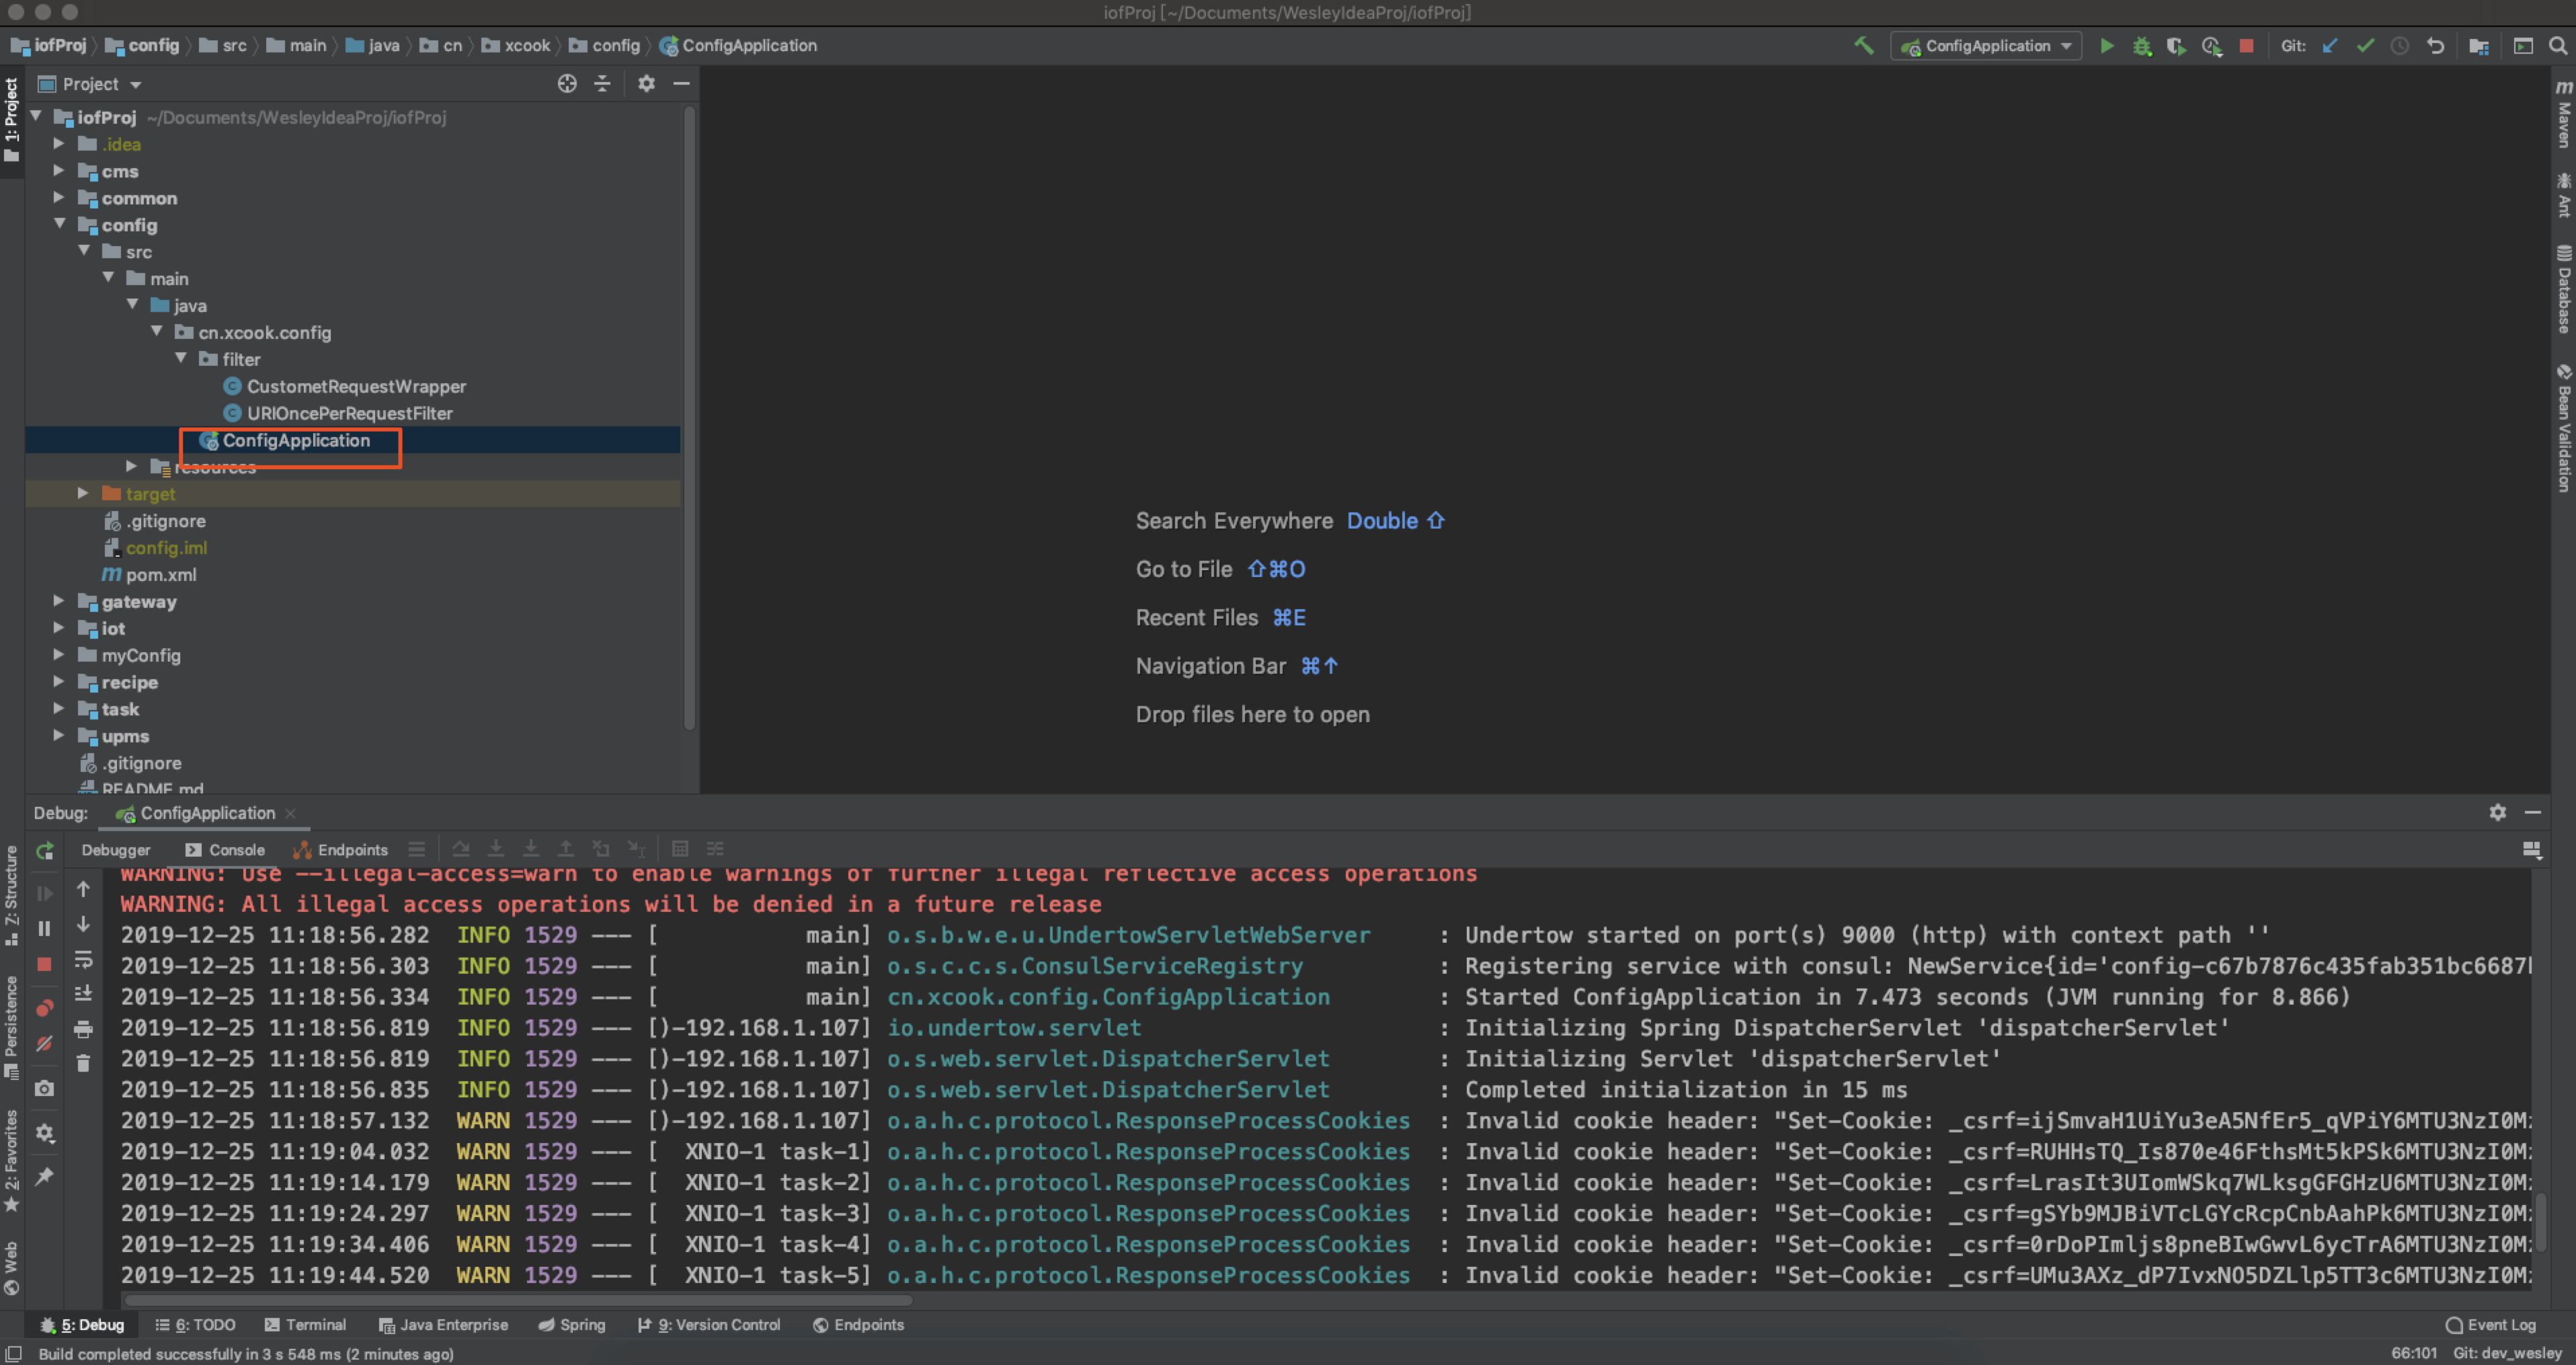 iofProj [~/Documents/WesleyIdeaProj/iofProj]
iofProj config src main java cn xcook config ConfigApplication
ConfigApplication Git:
Project
1: Project
iofProj ~/Documents/WesleyIdeaProj/iofProj
.idea
cms
common
config
src
main
java
cn.xcook.config
filter
CustometRequestWrapper
URIOncePerRequestFilter
ConfigApplication
resources
target
.gitignore
config.iml
pom.xml
gateway
iot
myConfig
recipe
task
upms
.gitignore
README.md
Search Everywhere Double ⇧
Go to File ⇧⌘O
Recent Files ⌘E
Navigation Bar ⌘↑
Drop files here to open
Maven
Ant
Database
Bean Validation
Debug: ConfigApplication
Debugger Console Endpoints
7: Structure
Persistence
2: Favorites
Web
WARNING: Use --illegal-access=warn to enable warnings of further illegal reflective access operations
WARNING: All illegal access operations will be denied in a future release
2019-12-25 11:18:56.282 INFO 1529 --- [ main] o.s.b.w.e.u.UndertowServletWebServer : Undertow started on port(s) 9000 (http) with context path ''
2019-12-25 11:18:56.303 INFO 1529 --- [ main] o.s.c.c.s.ConsulServiceRegistry : Registering service with consul: NewService{id='config-c67b7876c435fab351bc6687
2019-12-25 11:18:56.334 INFO 1529 --- [ main] cn.xcook.config.ConfigApplication : Started ConfigApplication in 7.473 seconds (JVM running for 8.866)
2019-12-25 11:18:56.819 INFO 1529 --- [)-192.168.1.107] io.undertow.servlet : Initializing Spring DispatcherServlet 'dispatcherServlet'
2019-12-25 11:18:56.819 INFO 1529 --- [)-192.168.1.107] o.s.web.servlet.DispatcherServlet : Initializing Servlet 'dispatcherServlet'
2019-12-25 11:18:56.835 INFO 1529 --- [)-192.168.1.107] o.s.web.servlet.DispatcherServlet : Completed initialization in 15 ms
2019-12-25 11:18:57.132 WARN 1529 --- [)-192.168.1.107] o.a.h.c.protocol.ResponseProcessCookies : Invalid cookie header: "Set-Cookie: _csrf=ijSmvaH1UiYu3eA5NfEr5_qVPiY6MTU3NzI0M
2019-12-25 11:19:04.032 WARN 1529 --- [ XNIO-1 task-1] o.a.h.c.protocol.ResponseProcessCookies : Invalid cookie header: "Set-Cookie: _csrf=RUHHsTQ_Is870e46FthsMt5kPSk6MTU3NzI0M
2019-12-25 11:19:14.179 WARN 1529 --- [ XNIO-1 task-2] o.a.h.c.protocol.ResponseProcessCookies : Invalid cookie header: "Set-Cookie: _csrf=LrasIt3UIomWSkq7WLksgGFGHzU6MTU3NzI0M
2019-12-25 11:19:24.297 WARN 1529 --- [ XNIO-1 task-3] o.a.h.c.protocol.ResponseProcessCookies : Invalid cookie header: "Set-Cookie: _csrf=gSYb9MJBiVTcLGYcRcpCnbAahPk6MTU3NzI0M
2019-12-25 11:19:34.406 WARN 1529 --- [ XNIO-1 task-4] o.a.h.c.protocol.ResponseProcessCookies : Invalid cookie header: "Set-Cookie: _csrf=0rDoPImljs8pneBIwGwvL6ycTrA6MTU3NzI0M
2019-12-25 11:19:44.520 WARN 1529 --- [ XNIO-1 task-5] o.a.h.c.protocol.ResponseProcessCookies : Invalid cookie header: "Set-Cookie: _csrf=UMu3AXz_dP7IvxNO5DZLlp5TT3c6MTU3NzI0M
5: Debug 6: TODO Terminal Java Enterprise Spring 9: Version Control Endpoints Event Log
Build completed successfully in 3 s 548 ms (2 minutes ago) 66:101 Git: dev_wesley